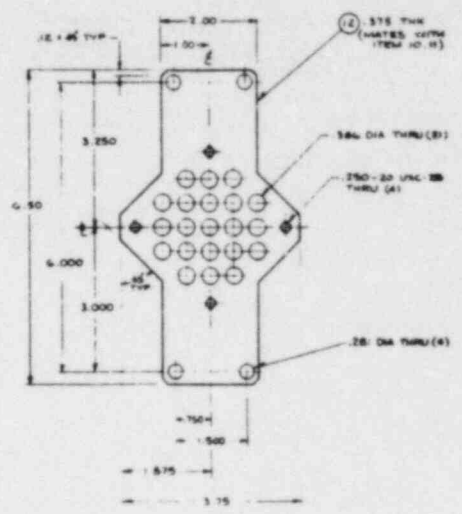 2.00
1.00
.12 x 45° TYP
12 .375 THK
(MATES WITH
ITEM 10, 11)
3.250
.386 DIA THRU (21)
.250-20 UNC-2B
THRU (4)
6.50
6.000
45°
TYP
3.000
.281 DIA THRU (4)
.750
1.500
1.875
3.75